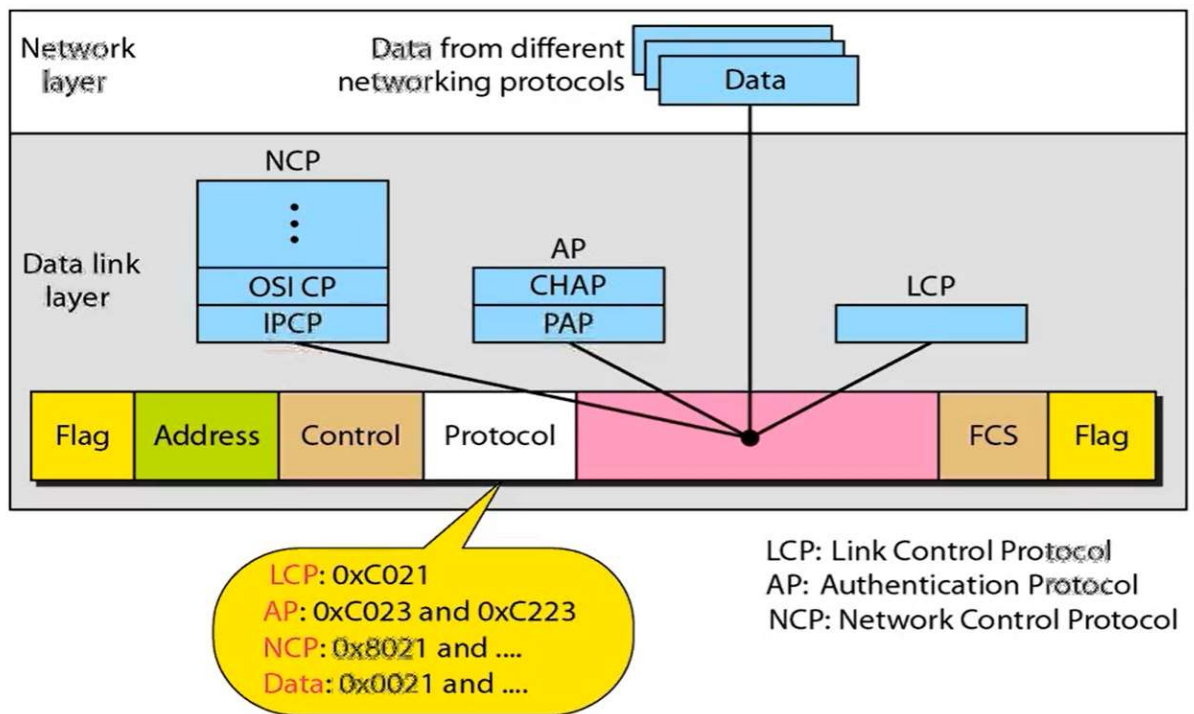 Network
layer
Data from different
networking protocols
Data
NCP
Data link
layer
OSI CP
IPCP
AP
CHAP
PAP
LCP
Flag
Address
Control
Protocol
FCS
Flag
LCP: 0xC021
AP: 0xC023 and 0xC223
NCP: 0x8021 and ....
Data: 0x0021 and ....
LCP: Link Control Protocol
AP: Authentication Protocol
NCP: Network Control Protocol